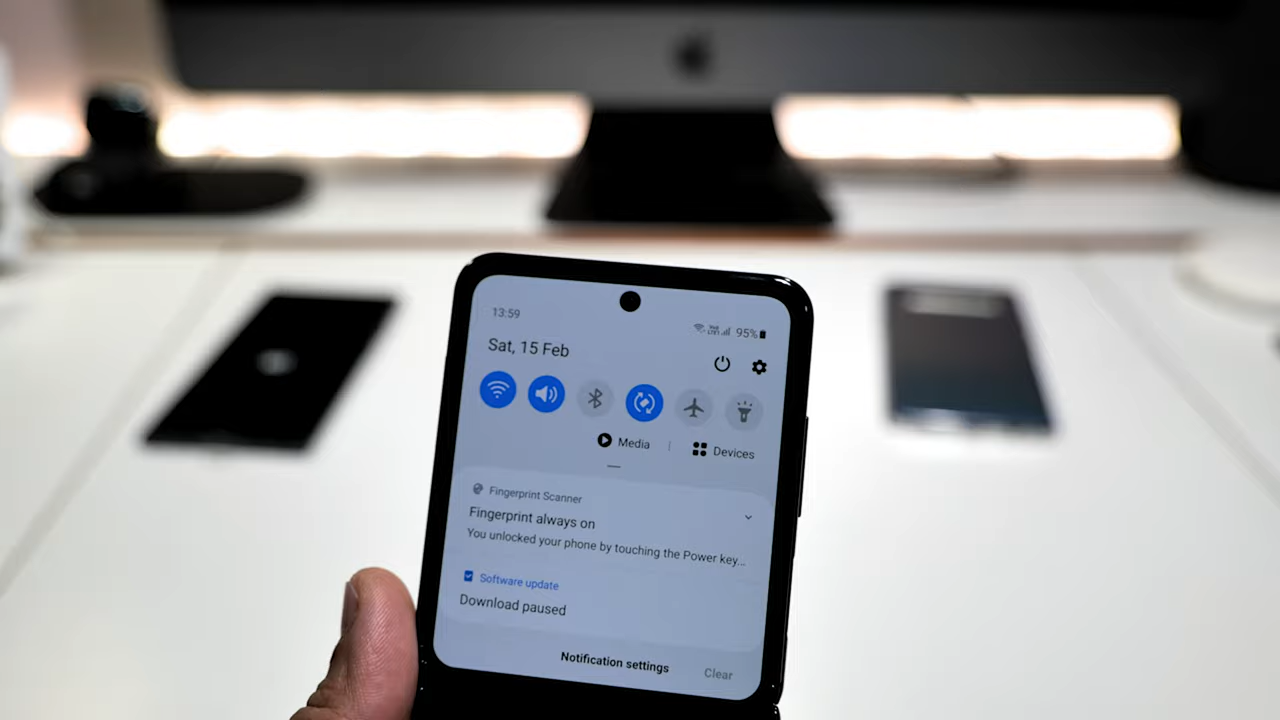 13:59
95%
Sat, 15 Feb
Media
Devices
Fingerprint Scanner
Fingerprint always on
You unlocked your phone by touching the Power key...
Software update
Download paused
Notification settings
Clear